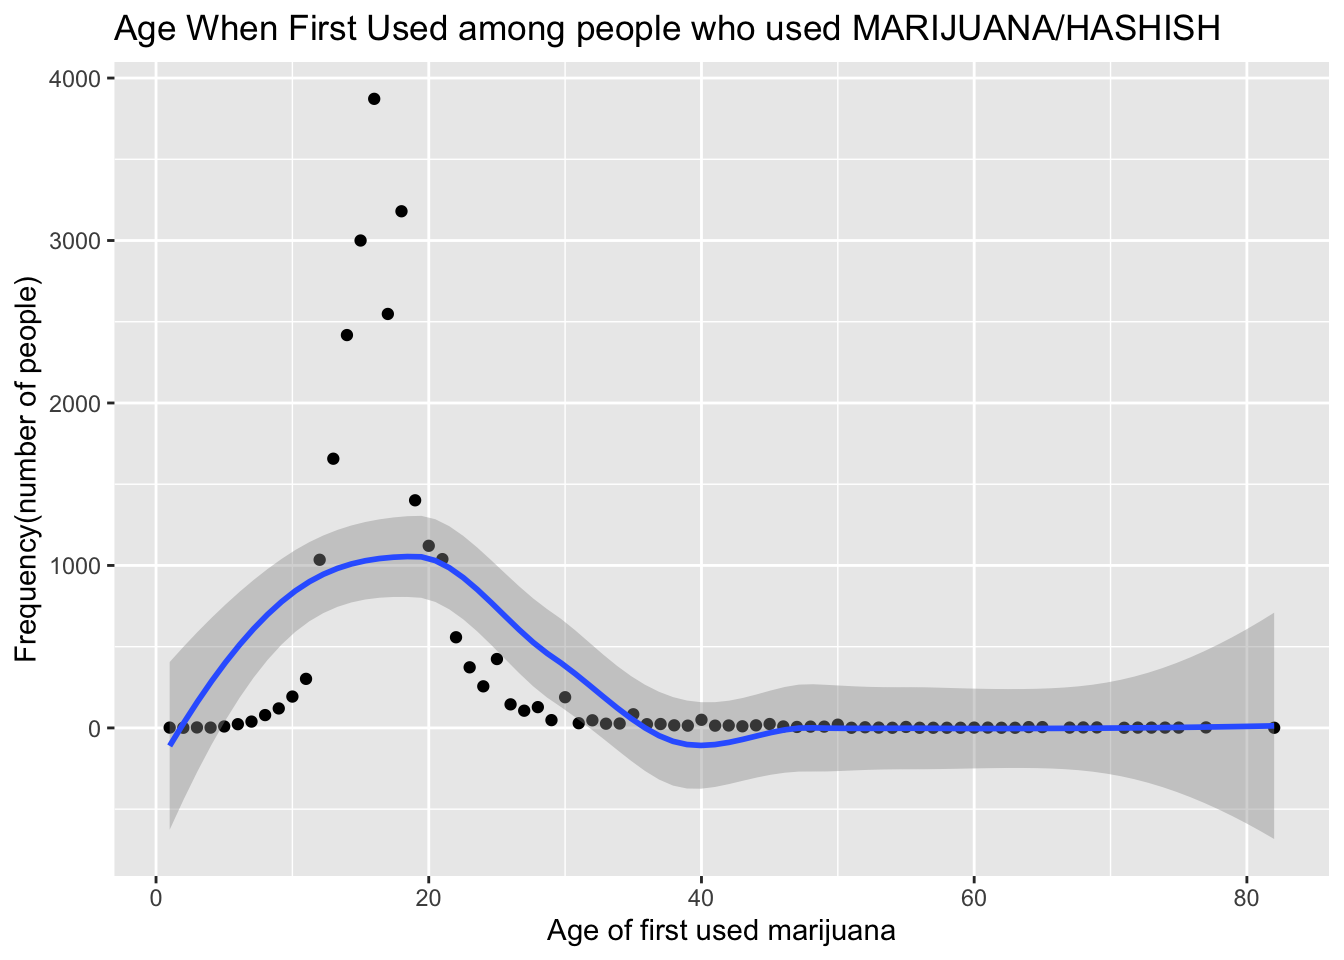 Age When First Used among people who used MARIJUANA/HASHISH
Frequency(number of people)
4000
3000
2000
1000
0
0 20 40 60 80
Age of first used marijuana